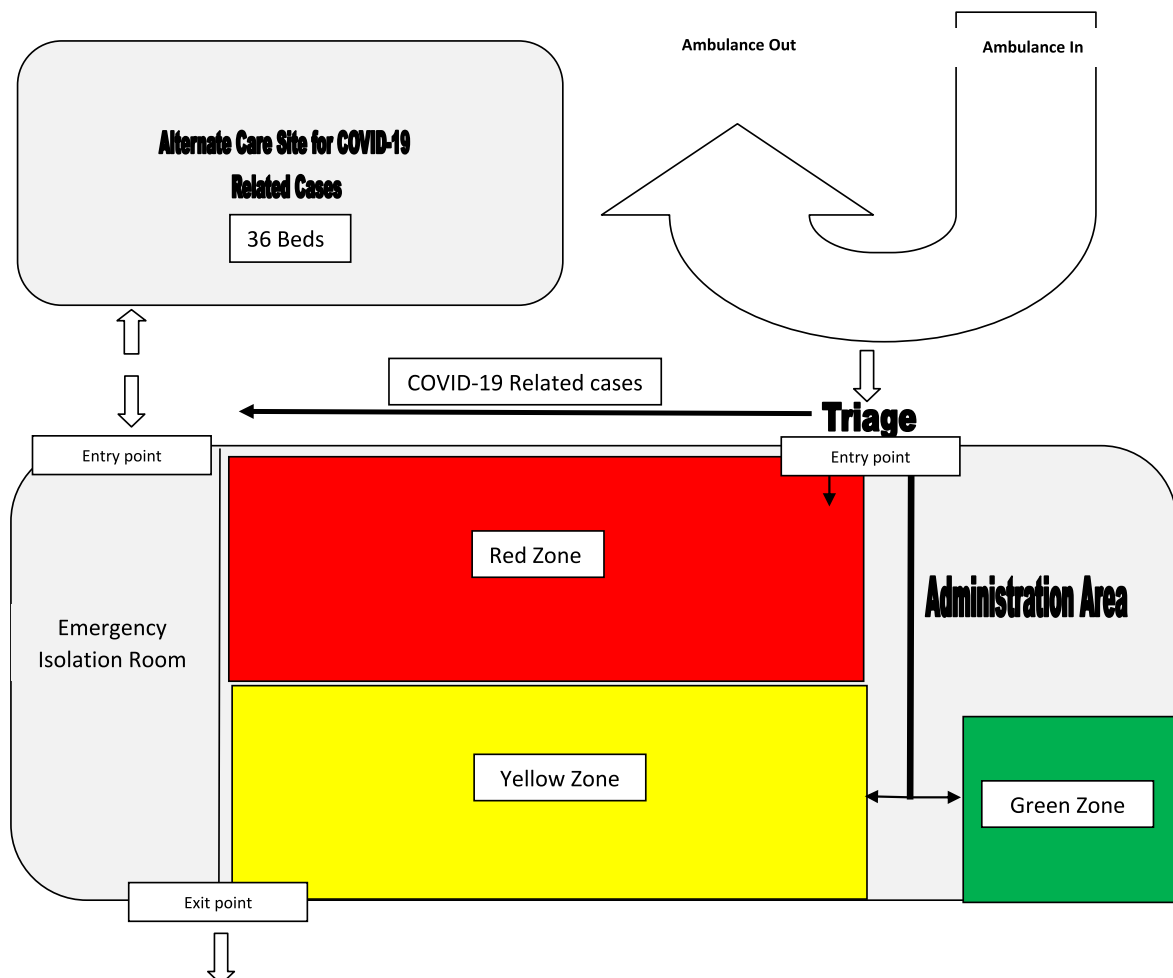 Ambulance Out
Ambulance In
Alternate Care Site for COVID-19
Related Cases
36 Beds
COVID-19 Related cases
Triage
Entry point
Entry point
Red Zone
Administration Area
Emergency
Isolation Room
Yellow Zone
Green Zone
Exit point